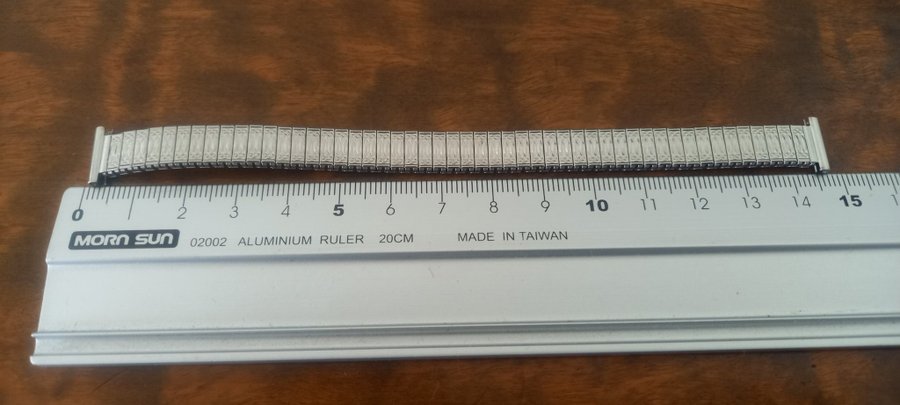 0 2 3 4 5 6 7 8 9 10 11 12 13 14 15
MORN SUN 02002 ALUMINIUM RULER 20CM MADE IN TAIWAN